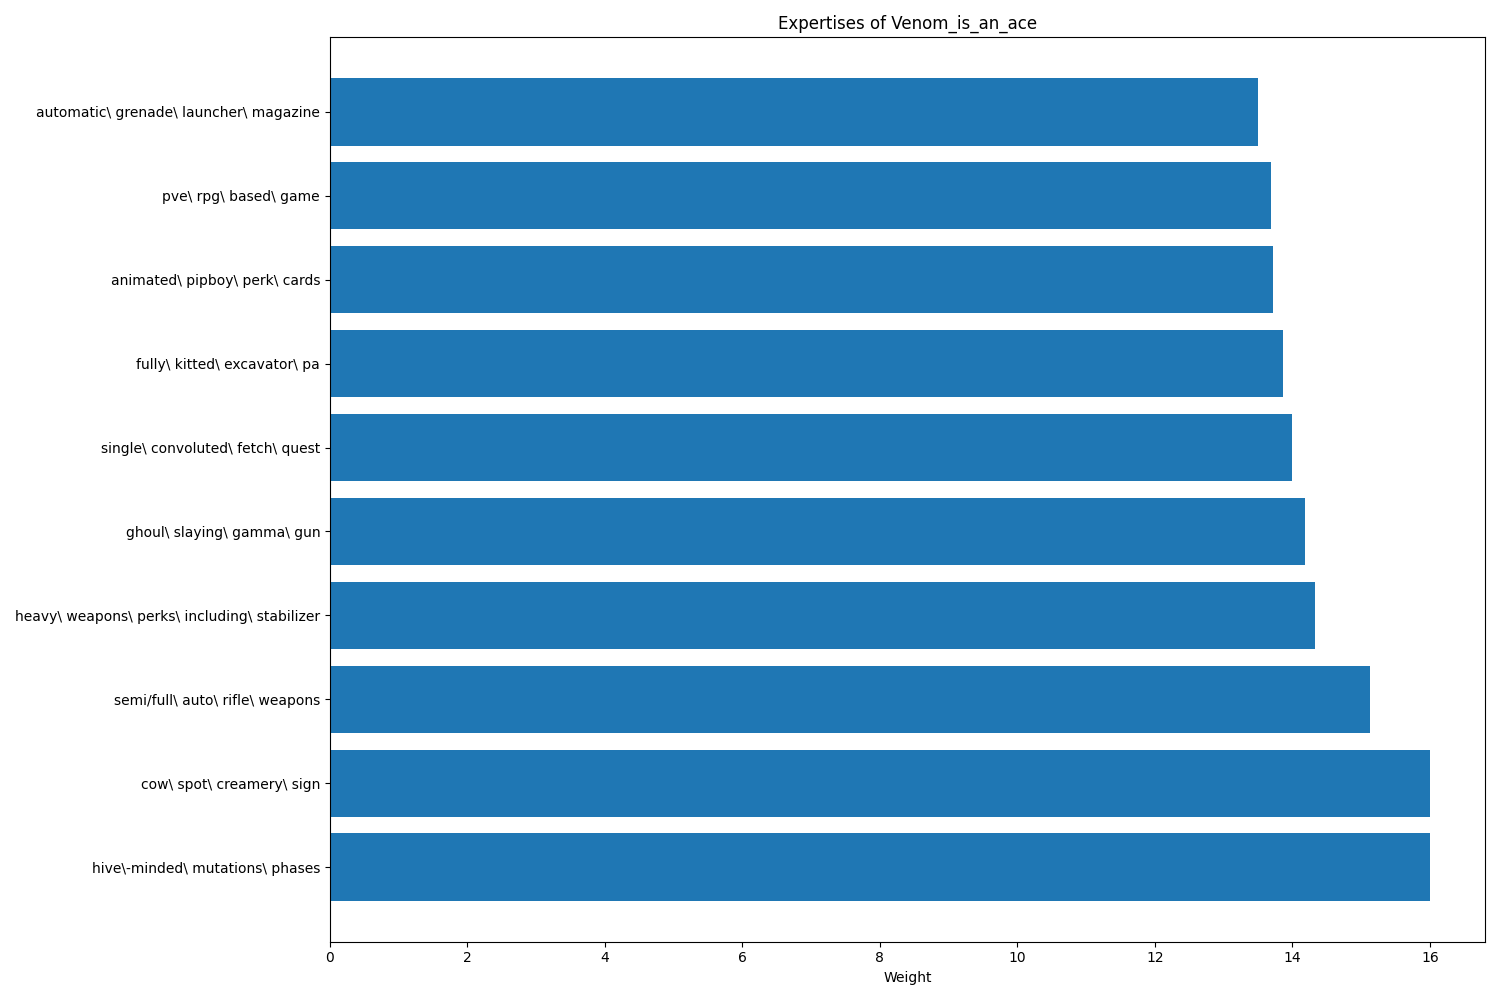 Expertises of Venom_is_an_ace
automatic\ grenade\ launcher\ magazine
pve\ rpg\ based\ game
animated\ pipboy\ perk\ cards
fully\ kitted\ excavator\ pa
single\ convoluted\ fetch\ quest
ghoul\ slaying\ gamma\ gun
heavy\ weapons\ perks\ including\ stabilizer
semi/full\ auto\ rifle\ weapons
cow\ spot\ creamery\ sign
hive\-minded\ mutations\ phases
0 2 4 6 8 10 12 14 16
Weight